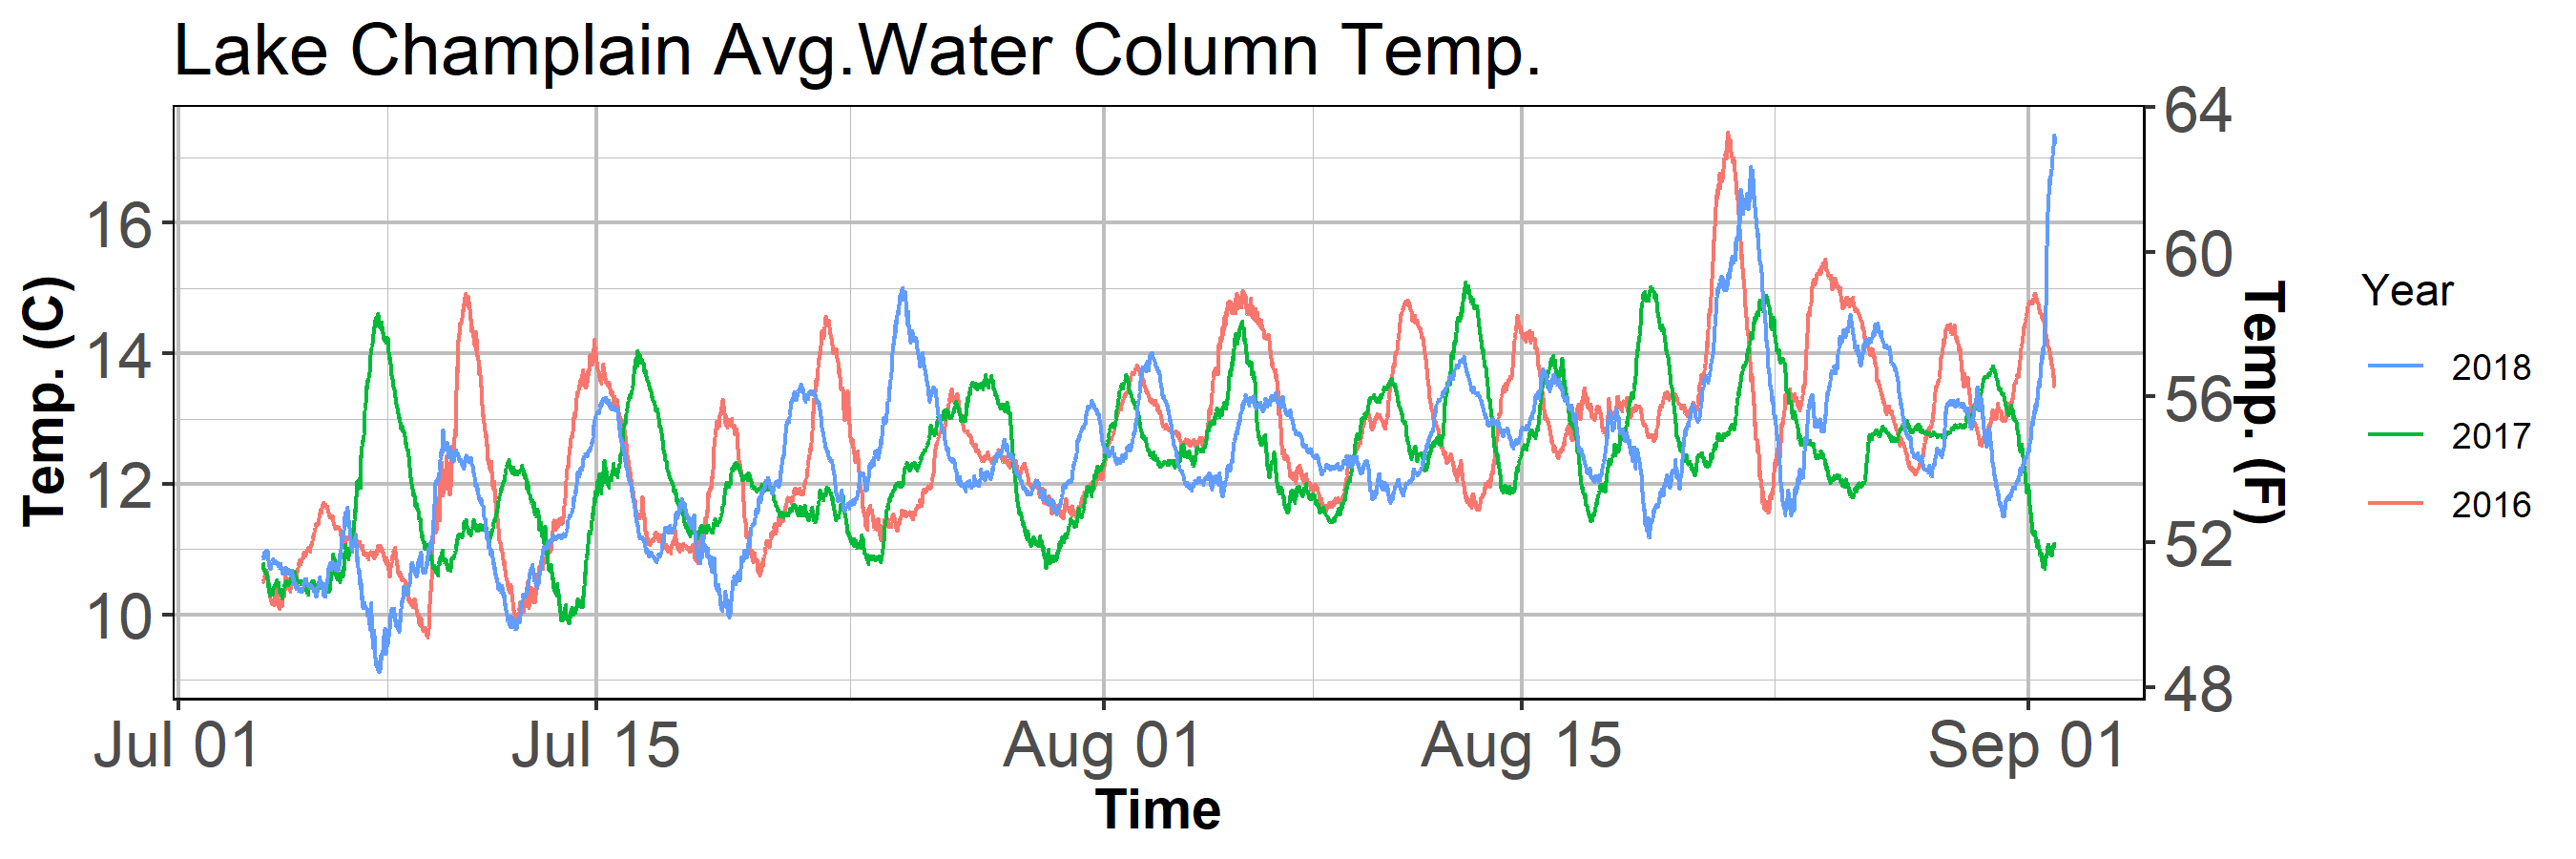 Lake Champlain Avg.Water Column Temp.
Temp. (C)
16
14
12
10
64
60
56
52
48
Temp. (F)
Jul 01
Jul 15
Aug 01
Aug 15
Sep 01
Time
Year
2018
2017
2016